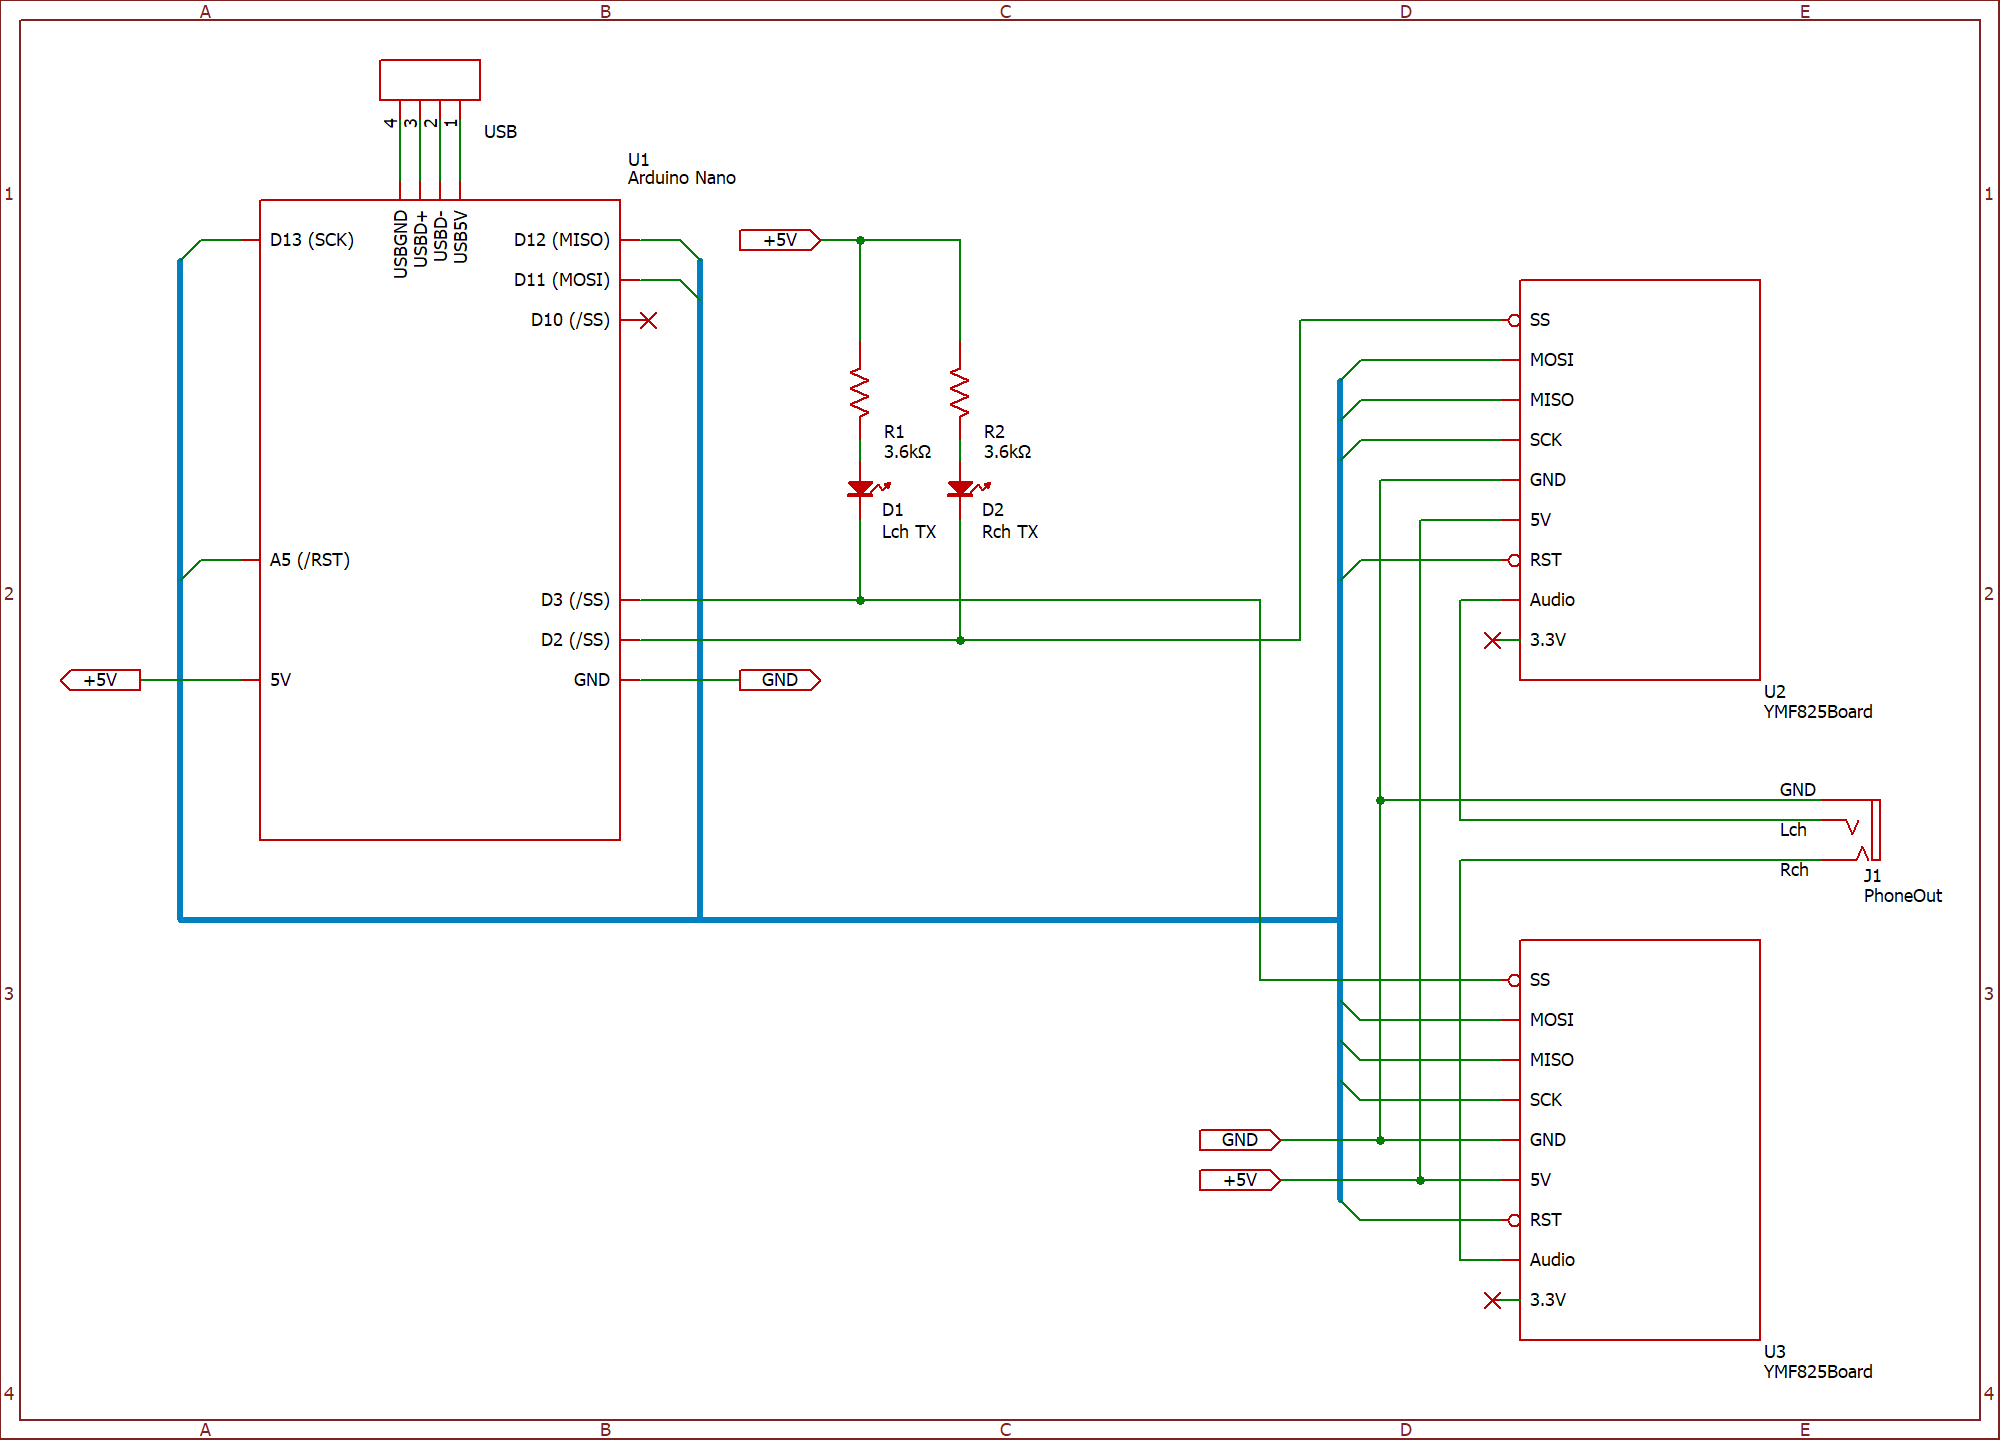 A B C D E
1
2
3
4
1
2
3
4
A B C D E
4 3 2 1
USB
U1
Arduino Nano
USBGND
USBD+
USBD-
USB5V
D13 (SCK)
A5 (/RST)
5V
D12 (MISO)
D11 (MOSI)
D10 (/SS)
D3 (/SS)
D2 (/SS)
GND
+5V
GND
+5V
R1
3.6kΩ
R2
3.6kΩ
D1
Lch TX
D2
Rch TX
SS
MOSI
MISO
SCK
GND
5V
RST
Audio
3.3V
U2
YMF825Board
GND
Lch
Rch
J1
PhoneOut
GND
+5V
SS
MOSI
MISO
SCK
GND
5V
RST
Audio
3.3V
U3
YMF825Board